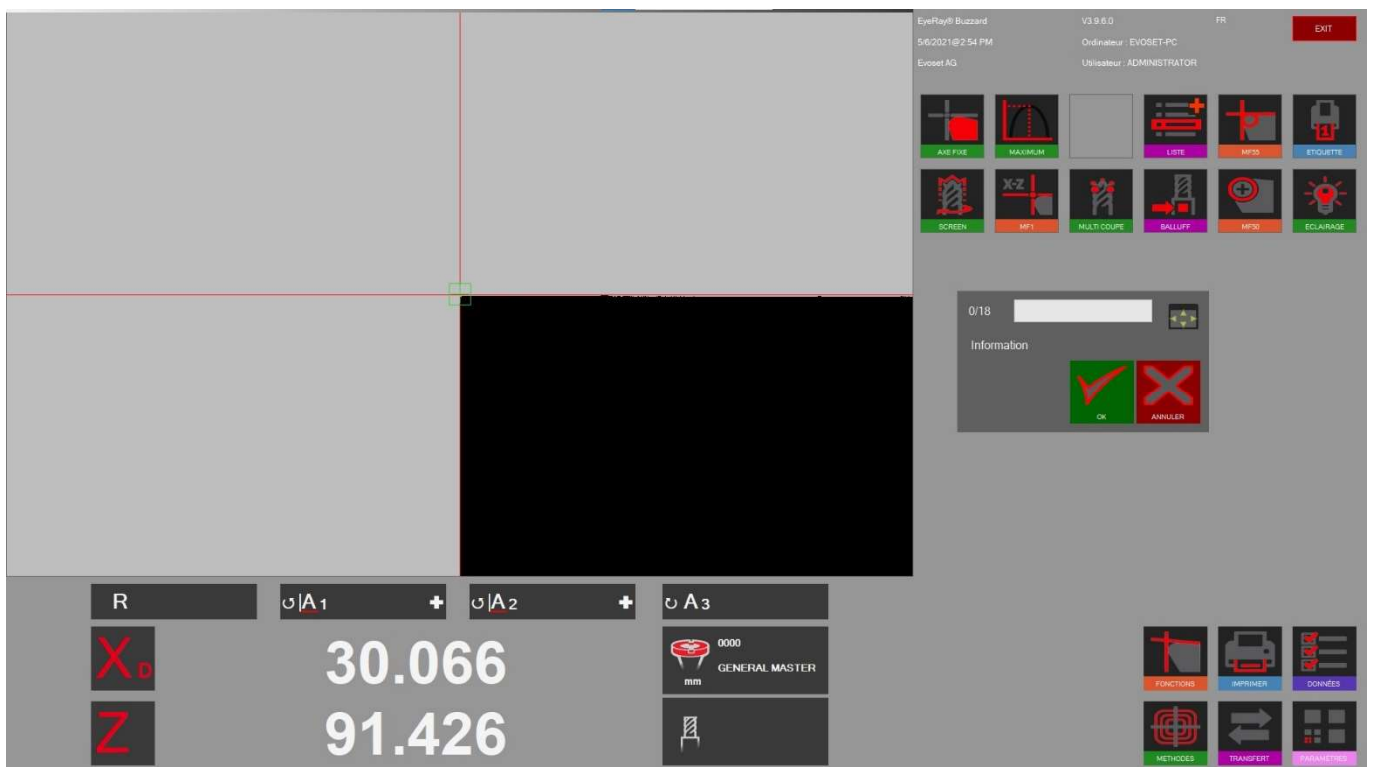 EyeRay® Buzzard V3.9.6.0 FR EXIT
5/6/2021@2:54 PM Ordinateur : EVOSET-PC
Evoset AG Utilisateur : ADMINISTRATOR
AXE FIXE MAXIMUM LISTE MF55 ETIQUETTE
X-Z
SCREEN MF1 MULTI COUPE BALLUFF MF50 ECLAIRAGE
0/18
Information
OK ANNULER
R A1 A2 A3
XD 30.066 0000
GENERAL MASTER
mm
Z 91.426
FONCTIONS IMPRIMER DONNÉES
METHODES TRANSFERT PARAMÈTRES